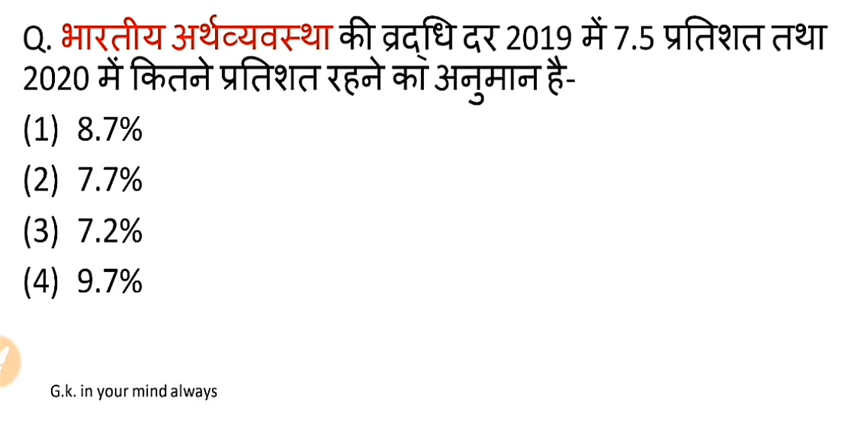 Q. भारतीय अर्थव्यवस्था की व्रद्धि दर 2019 में 7.5 प्रतिशत तथा
2020 में कितने प्रतिशत रहने का अनुमान है-
(1) 8.7%
(2) 7.7%
(3) 7.2%
(4) 9.7%
G.k. in your mind always